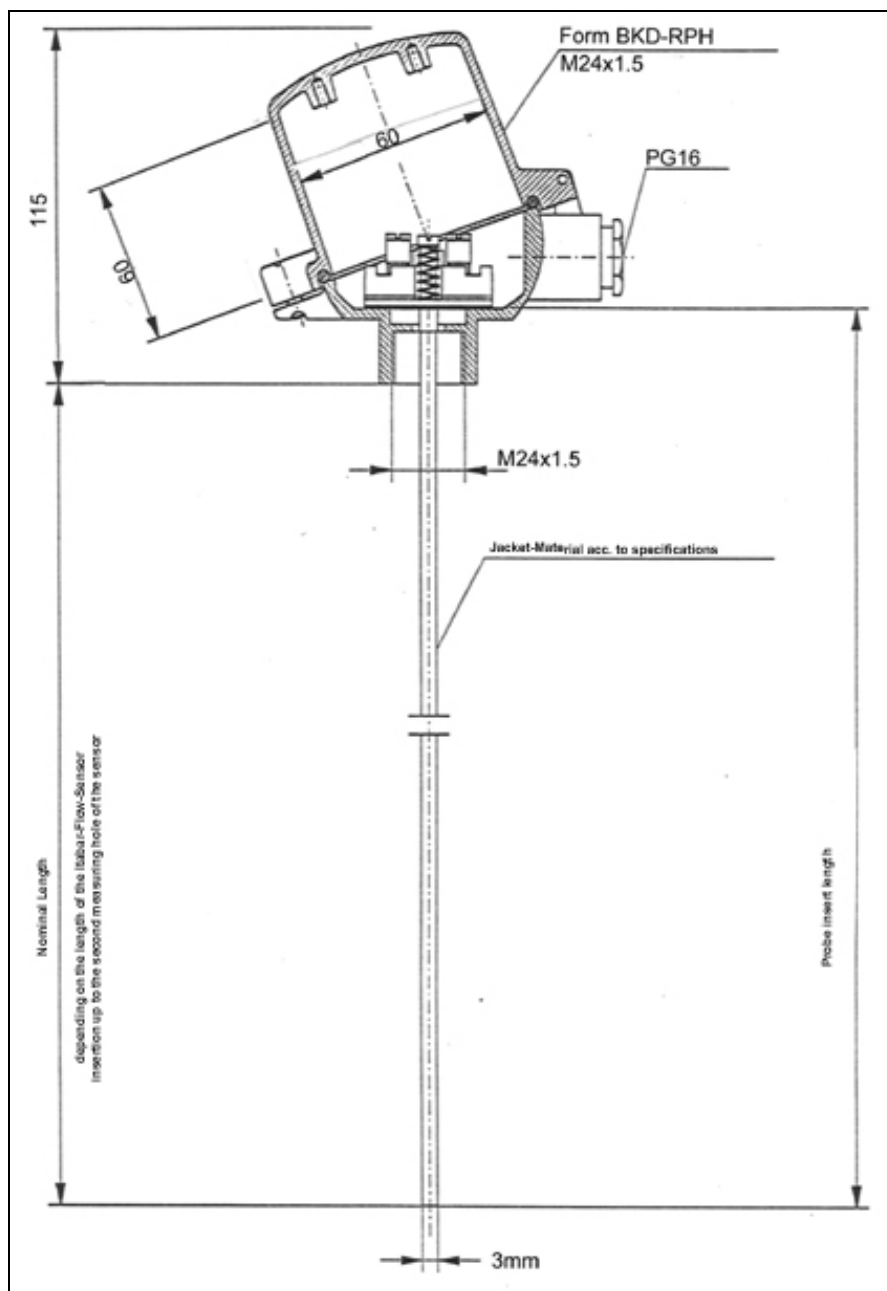 Form BKD-RPH
M24x1.5
PG16
60
115
60
M24x1.5
Jacket-Material acc. to specifications
Nominal Length
depending on the length of the Itabar-Flow-Sensor
insertion up to the second measuring hole of the sensor
Probe insert length
3mm